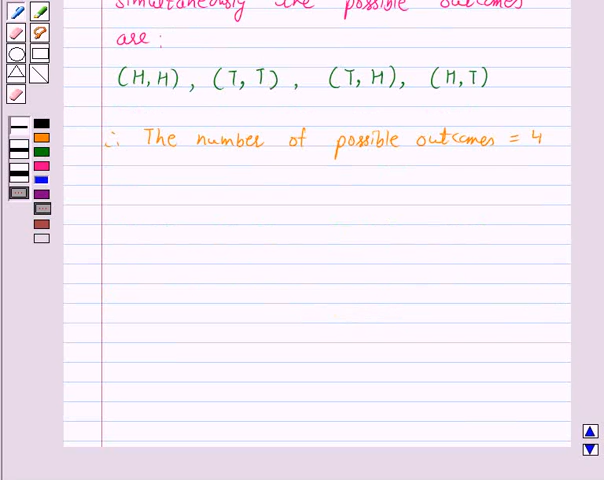 simultaneously the possible outcomes
are:
(H, H), (T, T), (T, H), (H, T)
∴ The number of possible outcomes = 4